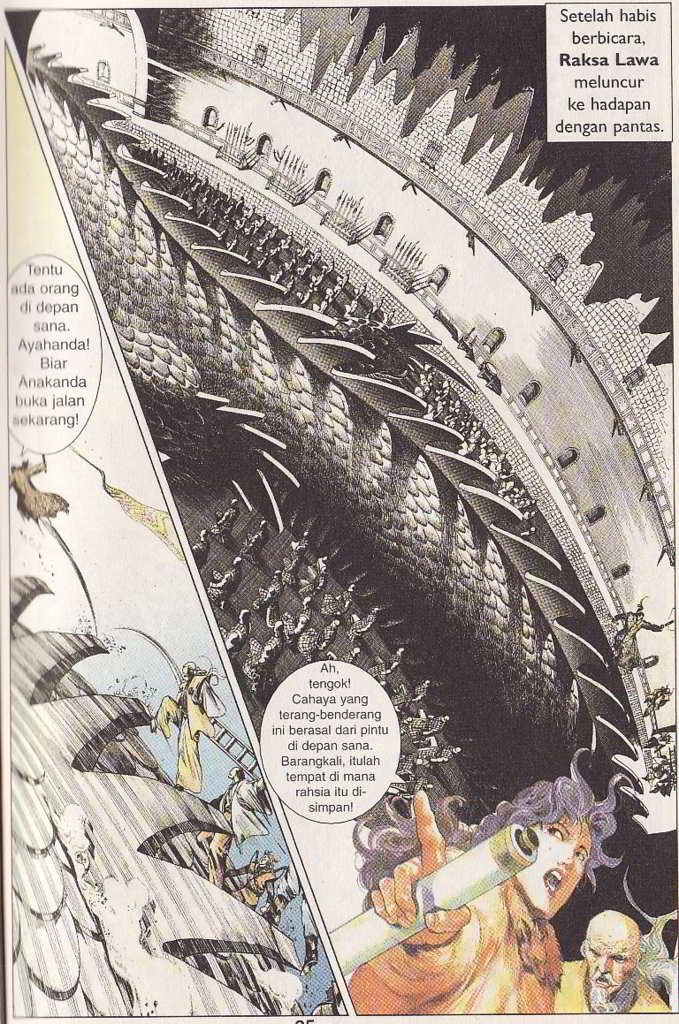 Setelah habis
berbicara,
Raksa Lawa
meluncur
ke hadapan
dengan pantas.
Tentu
ada orang
di depan
sana.
Ayahanda!
Biar
Anakanda
buka jalan
sekarang!
Ah,
tengok!
Cahaya yang
terang-benderang
ini berasal dari pintu
di depan sana.
Barangkali, itulah
tempat di mana
rahsia itu di-
simpan!